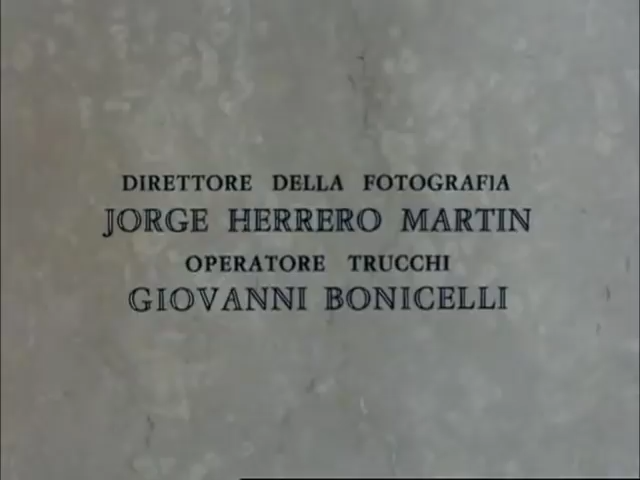 DIRETTORE DELLA FOTOGRAFIA
JORGE HERRERO MARTIN
OPERATORE TRUCCHI
GIOVANNI BONICELLI